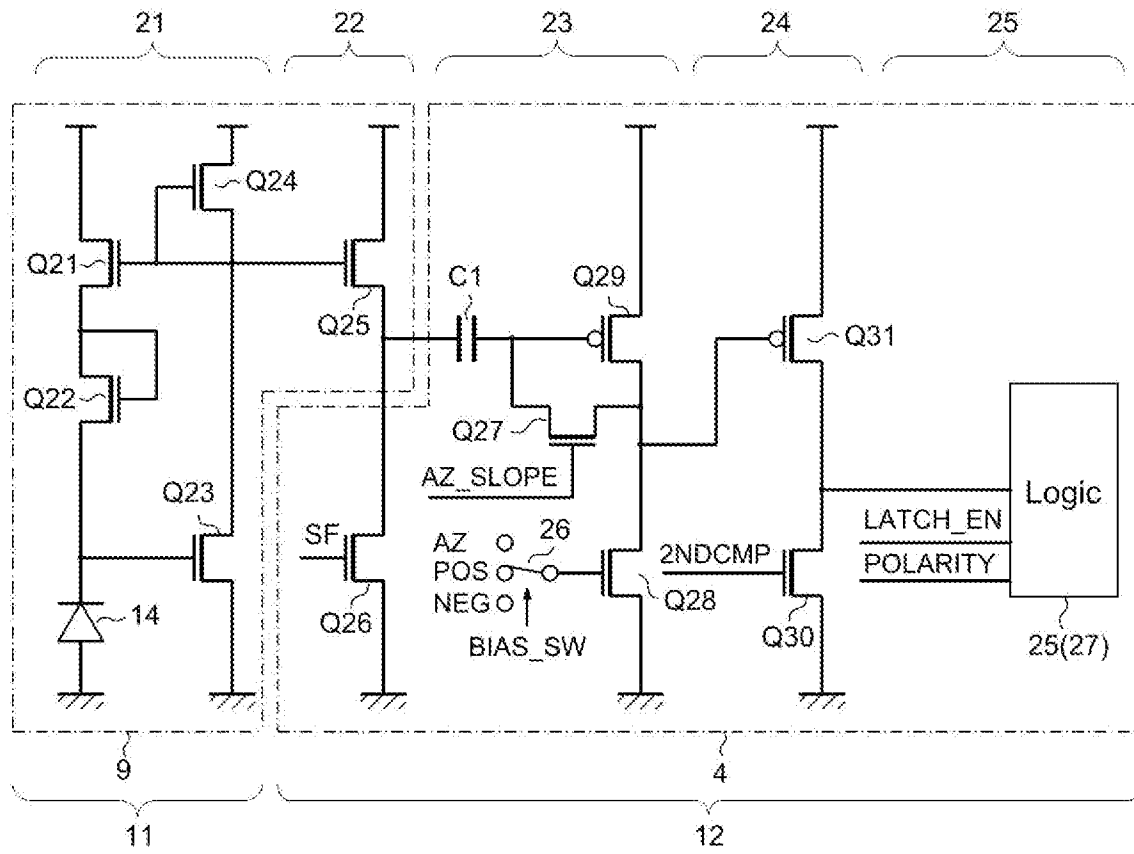 21 22 23 24 25
Q24
Q21
C1
Q29
Q25
Q31
Q22
Q27
AZ_SLOPE
Logic
Q23
LATCH_EN
SF
AZ
26
2NDCMP
POLARITY
POS
NEG
Q28
14
Q26
BIAS_SW
Q30
25(27)
9
4
11
12